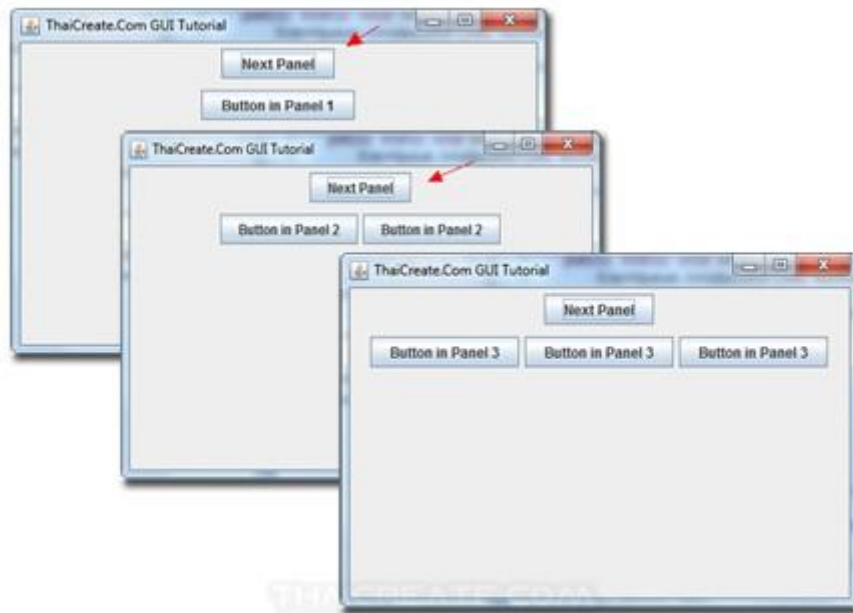 ThaiCreate.Com GUI Tutorial
Next Panel
Button in Panel 1
ThaiCreate.Com GUI Tutorial
Next Panel
Button in Panel 2 Button in Panel 2
ThaiCreate.Com GUI Tutorial
Next Panel
Button in Panel 3 Button in Panel 3 Button in Panel 3
THAICREATE.COM